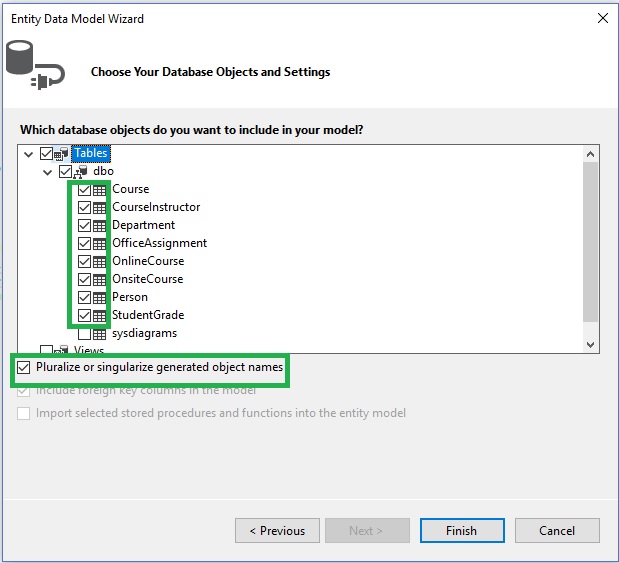 Entity Data Model Wizard
Choose Your Database Objects and Settings
Which database objects do you want to include in your model?
Tables
dbo
Course
CourseInstructor
Department
OfficeAssignment
OnlineCourse
OnsiteCourse
Person
StudentGrade
sysdiagrams
Views
Pluralize or singularize generated object names
Include foreign key columns in the model
Import selected stored procedures and functions into the entity model
< Previous
Next >
Finish
Cancel